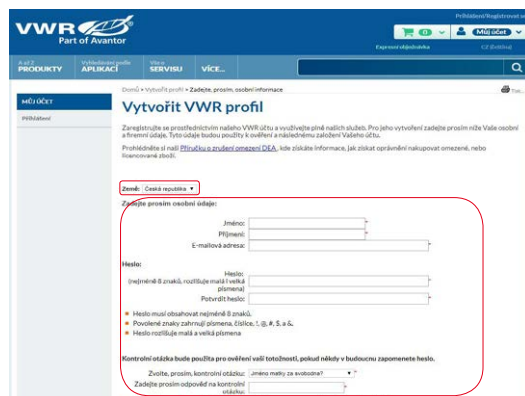 Přihlášení/Registrovat se
VWR
Part of Avantor
0
Můj účet
Expresní objednávka
CZ (Čeština)
A až Z
PRODUKTY
Vyhledávání podle
APLIKACÍ
Vše o
SERVISU
VÍCE...
MŮJ ÚČET
Přihlášení
Domů > Vytvořit profil > Zadejte, prosím, osobní informace
Vytvořit VWR profil
Zaregistrujte se prostřednictvím našeho VWR účtu a využívejte plně našich služeb. Pro jeho vytvoření zadejte prosím níže Vaše osobní
a firemní údaje. Tyto údaje budou použity k ověření a následnému založení Vašeho účtu.
Prohlédněte si naši Příručku o zrušení omezení DEA , kde získáte informace, jak získat oprávnění nakupovat omezené, nebo
licencované zboží.
Země: Česká republika
Zadejte prosím osobní údaje:
Jméno: *
Příjmení: *
E-mailová adresa: *
Heslo:
Heslo:
(nejméně 8 znaků, rozlišuje malá i velká *
písmena)
Potvrdit heslo: *
Heslo musí obsahovat nejméně 8 znaků.
Povolené znaky zahrnují písmena, číslice, !, @, #, $, a &.
Heslo rozlišuje malá a velká písmena
Kontrolní otázka bude použita pro ověření vaší totožnosti, pokud někdy v budoucnu zapomenete heslo.
Zvolte, prosím, kontrolní otázku: Jméno matky za svobodna? *
Zadejte prosím odpověď na kontrolní *
otázku: